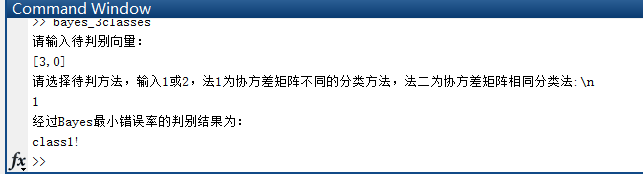 Command Window
>> bayes_3classes
请输入待判别向量：
[3,0]
请选择待判方法，输入1或2，法1为协方差矩阵不同的分类方法，法二为协方差矩阵相同分类法:\n
1
经过Bayes最小错误率的判别结果为：
class1!
fx >>